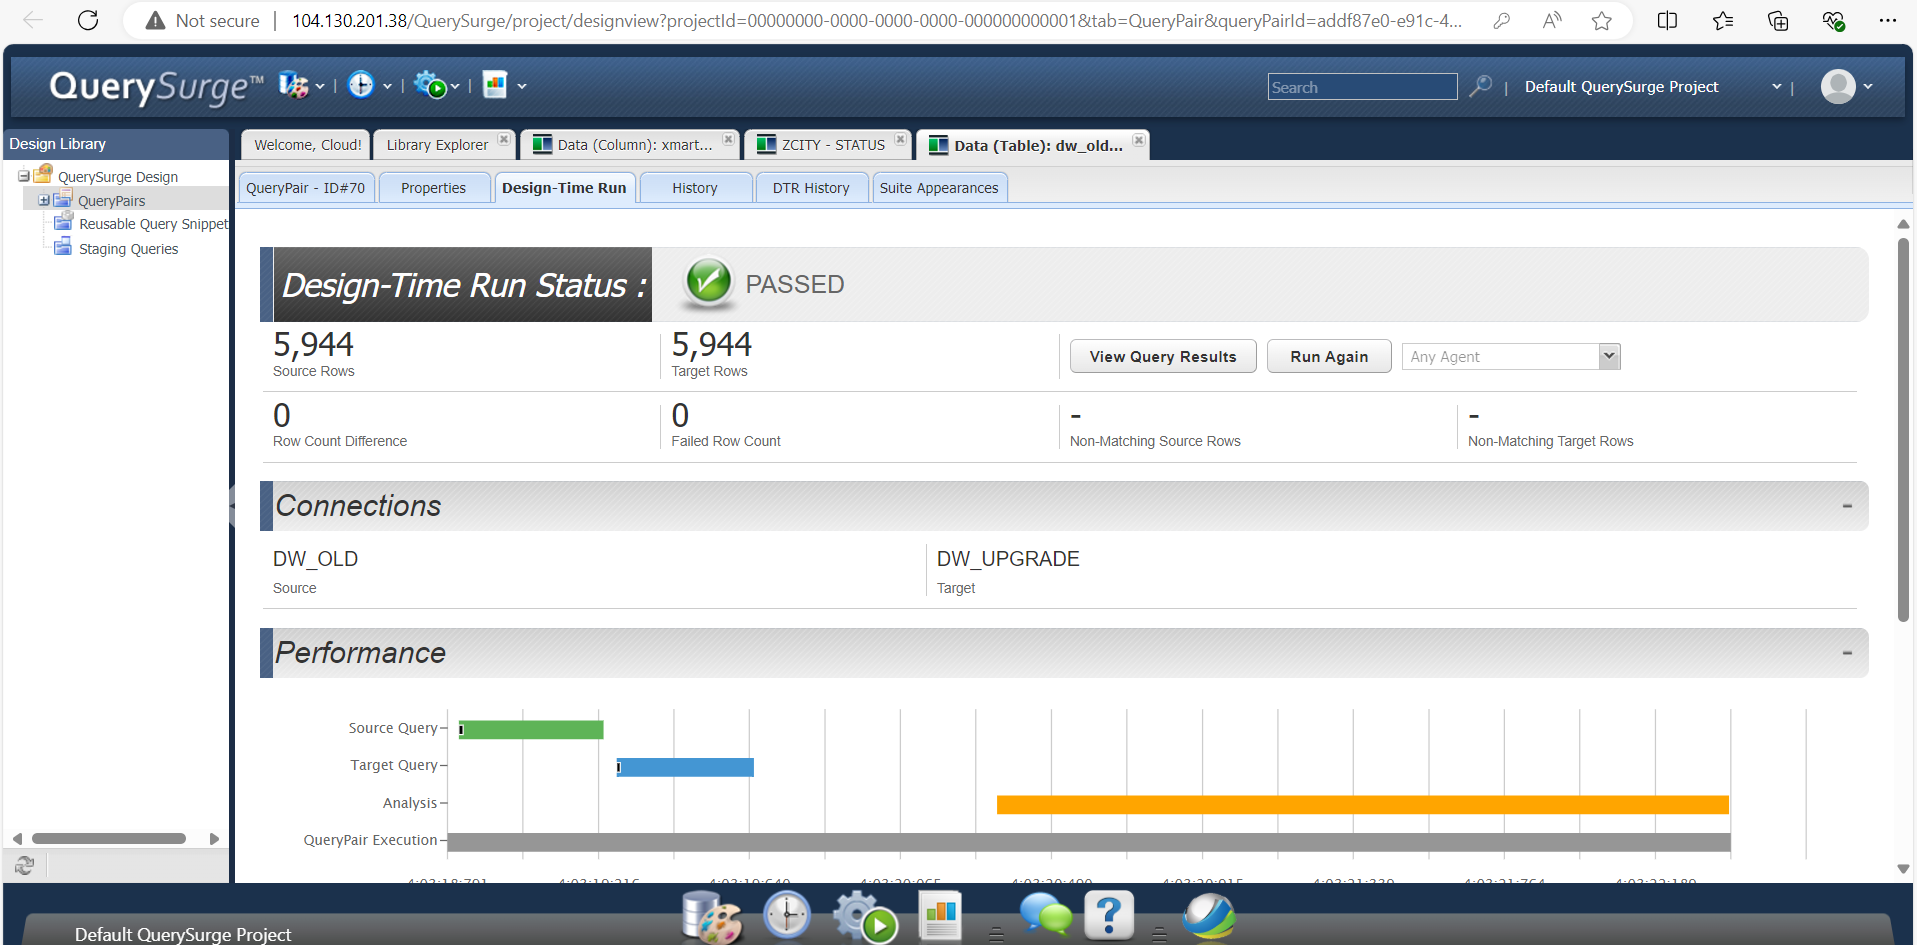 Not secure
104.130.201.38/QuerySurge/project/designview?projectId=00000000-0000-0000-0000-000000000001&tab=QueryPair&queryPairId=addf87e0-e91c-4...
QuerySurge™
Search
Default QuerySurge Project
Design Library
Welcome, Cloud!
Library Explorer
Data (Column): xmart...
ZCITY - STATUS
Data (Table): dw_old...
QuerySurge Design
QueryPairs
Reusable Query Snippet
Staging Queries
QueryPair - ID#70
Properties
Design-Time Run
History
DTR History
Suite Appearances
Design-Time Run Status :
PASSED
5,944
Source Rows
5,944
Target Rows
View Query Results
Run Again
Any Agent
0
Row Count Difference
0
Failed Row Count
-
Non-Matching Source Rows
-
Non-Matching Target Rows
Connections
-
DW_OLD
Source
DW_UPGRADE
Target
Performance
-
Source Query
Target Query
Analysis
QueryPair Execution
Default QuerySurge Project